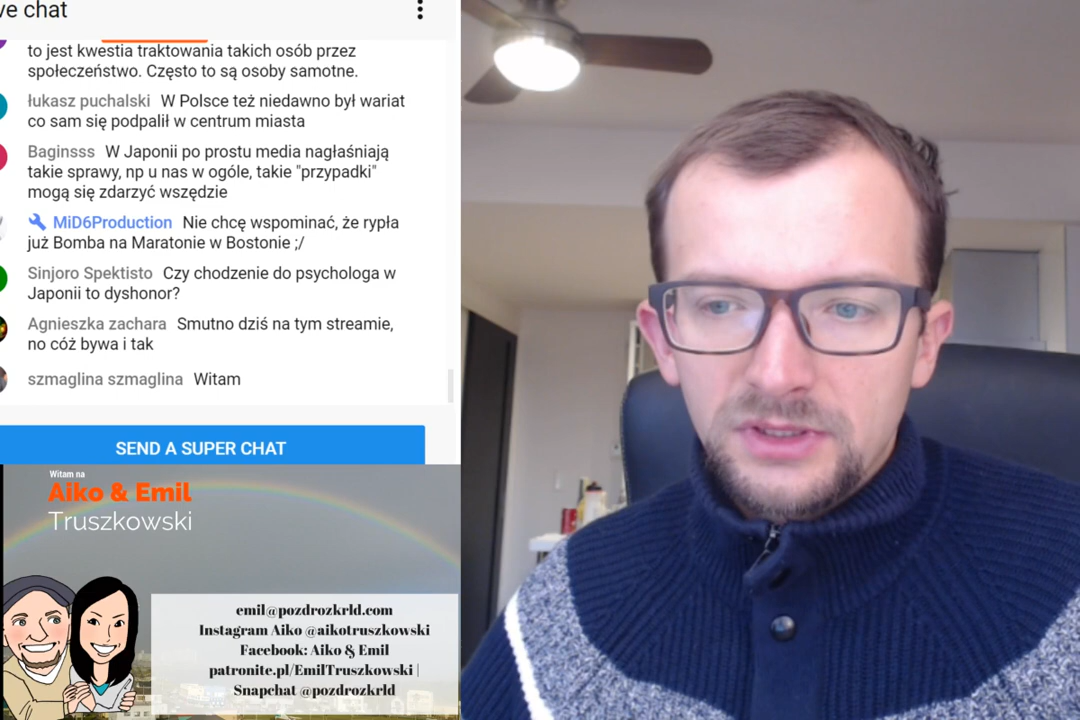 ve chat
to jest kwestia traktowania takich osób przez
społeczeństwo. Często to są osoby samotne.
łukasz puchalski W Polsce też niedawno był wariat
co sam się podpalił w centrum miasta
Baginsss W Japonii po prostu media nagłaśniają
takie sprawy, np u nas w ogóle, takie "przypadki"
mogą się zdarzyć wszędzie
MiD6Production Nie chcę wspominać, że rypła
już Bomba na Maratonie w Bostonie ;/
Sinjoro Spektisto Czy chodzenie do psychologa w
Japonii to dyshonor?
Agnieszka zachara Smutno dziś na tym streamie,
no cóż bywa i tak
szmaglina szmaglina Witam
SEND A SUPER CHAT
Witam na
Aiko & Emil
Truszkowski
emil@pozdrozkrld.com
Instagram Aiko @aikotruszkowski
Facebook: Aiko & Emil
patronite.pl/EmilTruszkowski |
Snapchat @pozdrozkrld